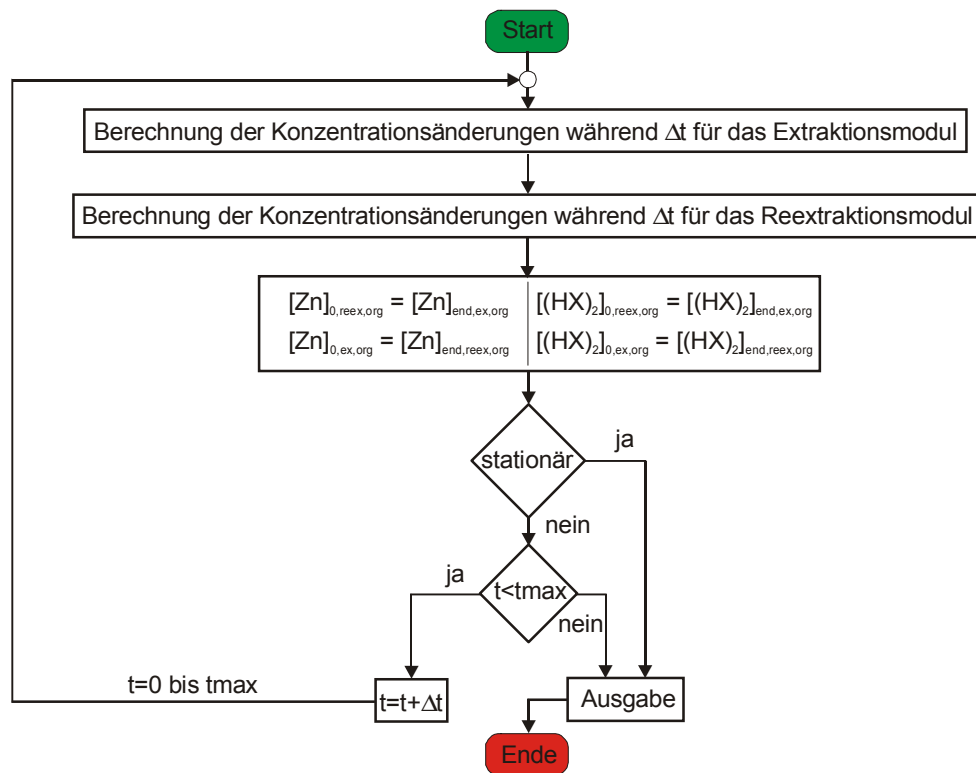 Start
Berechnung der Konzentrationsänderungen während Δt für das Extraktionsmodul
Berechnung der Konzentrationsänderungen während Δt für das Reextraktionsmodul
[Zn]0,reex,org = [Zn]end,ex,org [(HX)2]0,reex,org = [(HX)2]end,ex,org
[Zn]0,ex,org = [Zn]end,reex,org [(HX)2]0,ex,org = [(HX)2]end,reex,org
stationär
ja
nein
t<tmax
ja
nein
t=0 bis tmax
t=t+Δt
Ausgabe
Ende